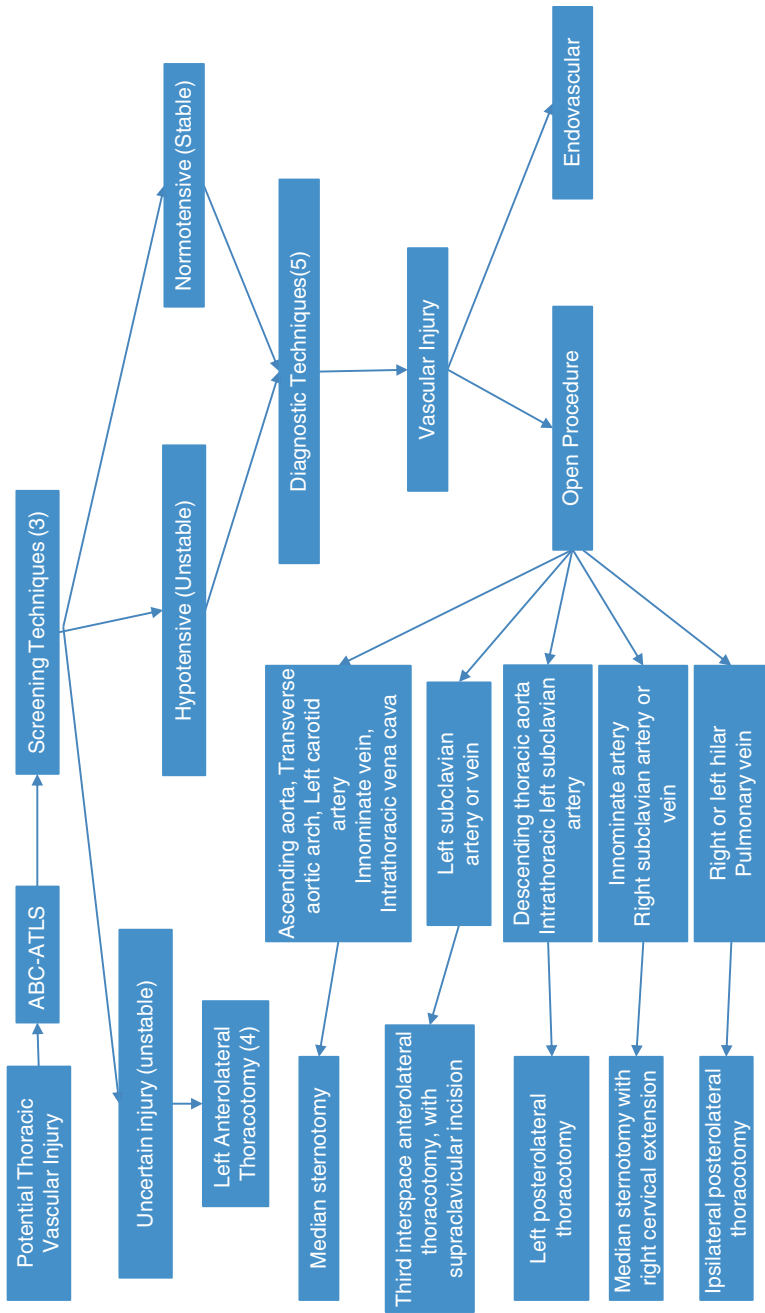 Potential Thoracic
Vascular Injury
ABC-ATLS
Screening Techniques (3)
Uncertain injury (unstable)
Hypotensive (Unstable)
Normotensive (Stable)
Left Anterolateral
Thoracotomy (4)
Diagnostic Techniques(5)
Vascular Injury
Open Procedure
Endovascular
Ascending aorta, Transverse
aortic arch, Left carotid
artery
Innominate vein,
Intrathoracic vena cava
Median sternotomy
Left subclavian
artery or vein
Third interspace anterolateral
thoracotomy, with
supraclavicular incision
Descending thoracic aorta
Intrathoracic left subclavian
artery
Left posterolateral
thoracotomy
Innominate artery
Right subclavian artery or
vein
Median sternotomy with
right cervical extension
Right or left hilar
Pulmonary vein
Ipsilateral posterolateral
thoracotomy